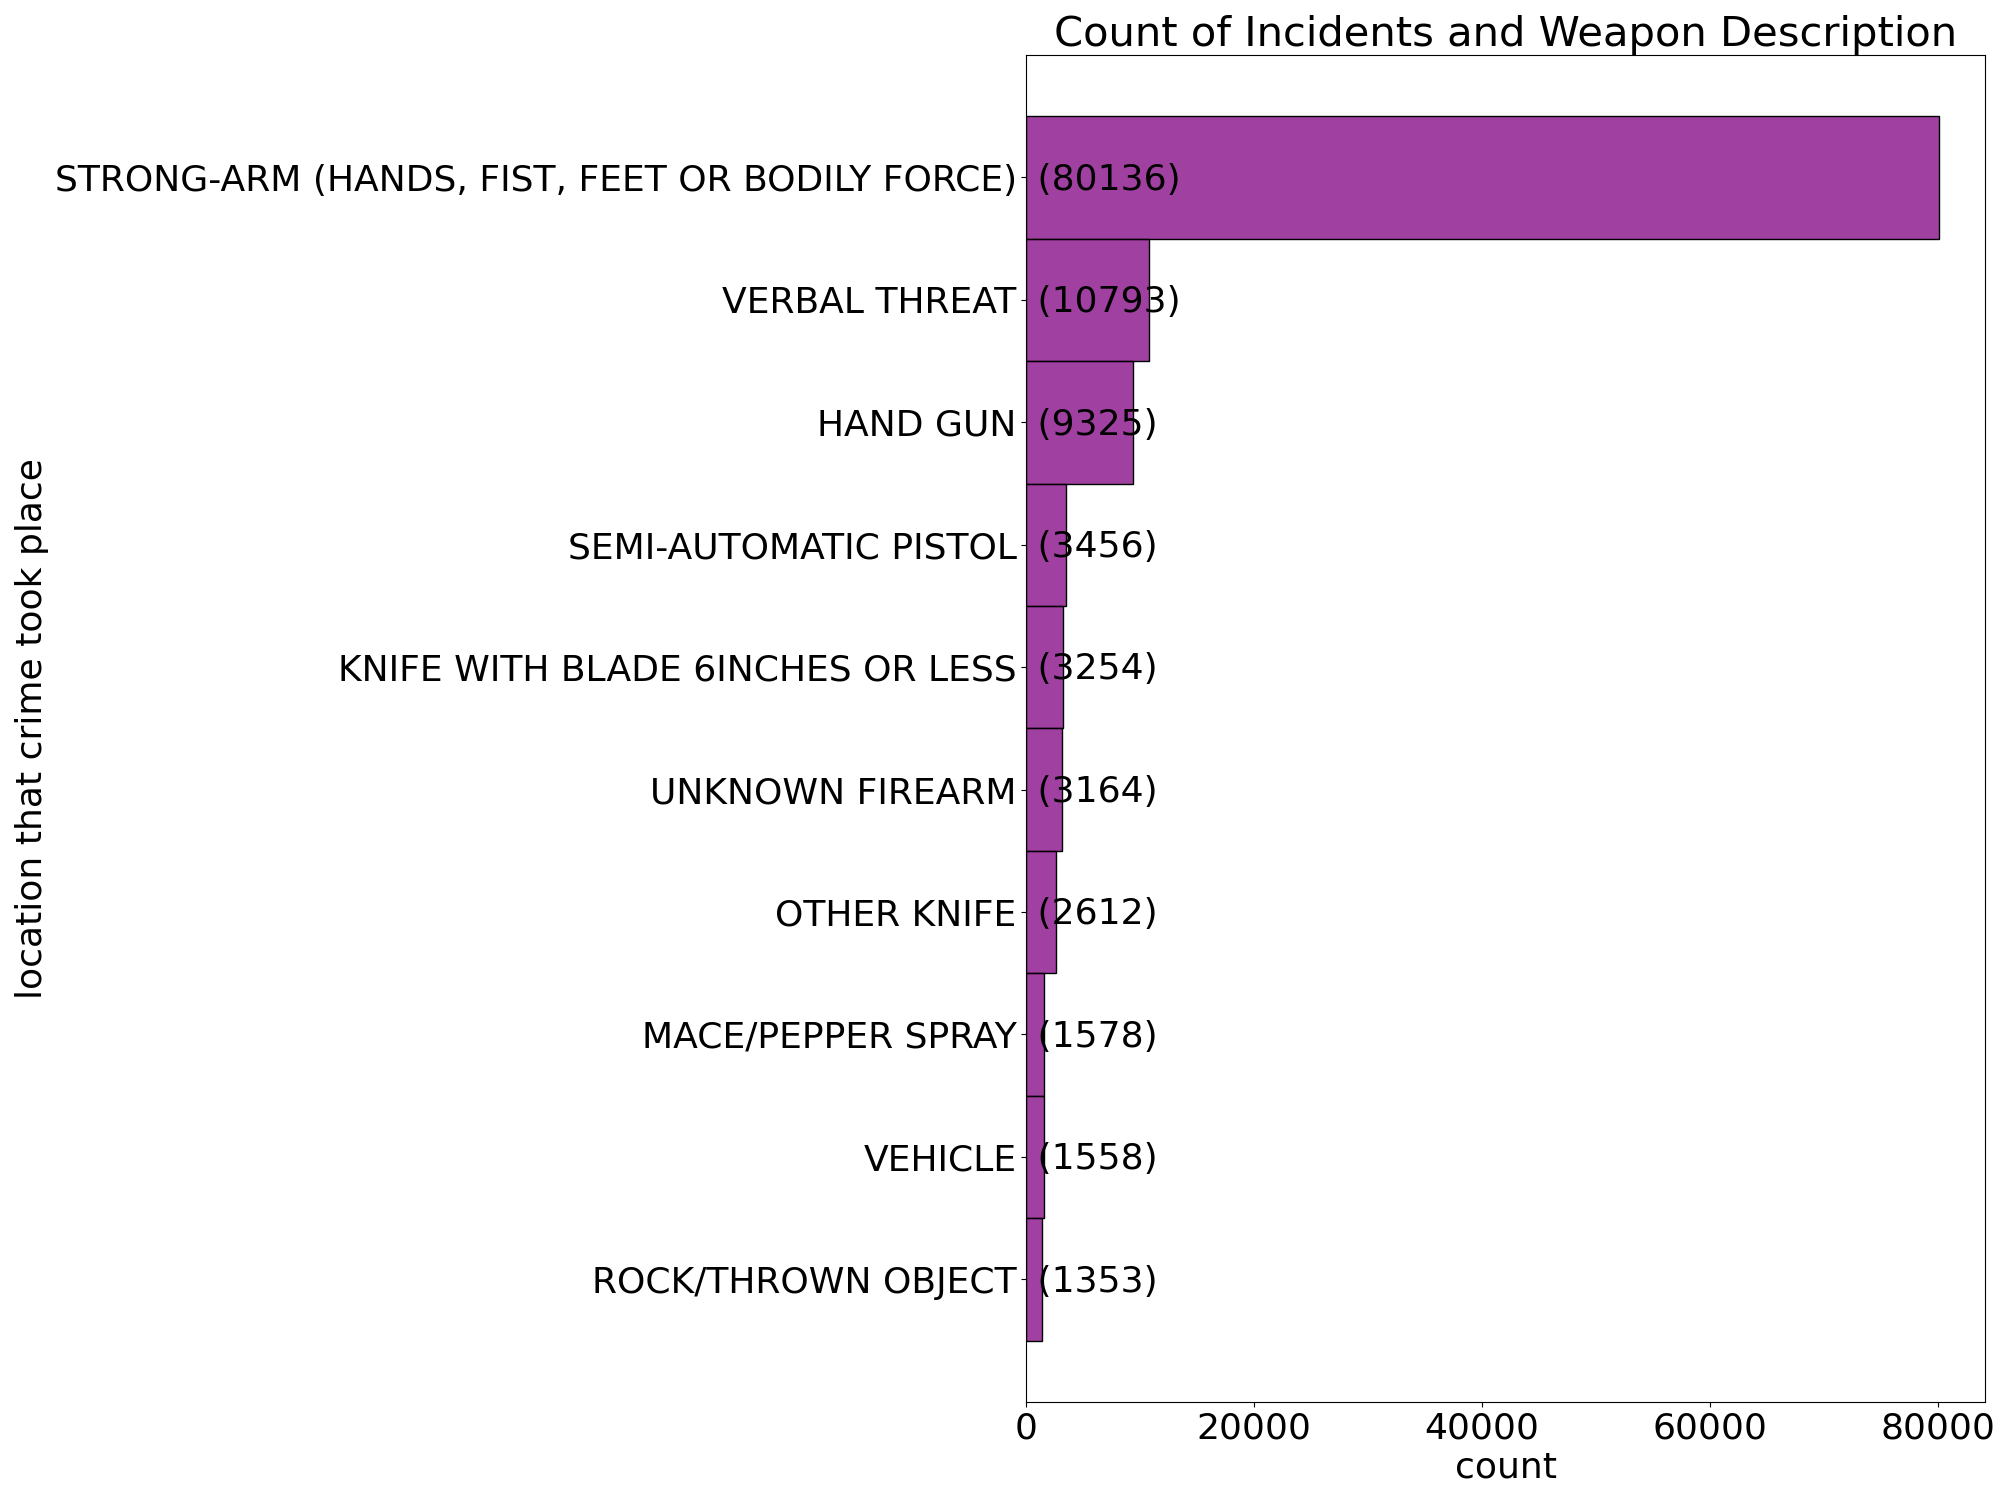 Count of Incidents and Weapon Description
STRONG-ARM (HANDS, FIST, FEET OR BODILY FORCE) (80136)
VERBAL THREAT (10793)
HAND GUN (9325)
SEMI-AUTOMATIC PISTOL (3456)
KNIFE WITH BLADE 6INCHES OR LESS (3254)
UNKNOWN FIREARM (3164)
OTHER KNIFE (2612)
MACE/PEPPER SPRAY (1578)
VEHICLE (1558)
ROCK/THROWN OBJECT (1353)
location that crime took place
0 20000 40000 60000 80000
count